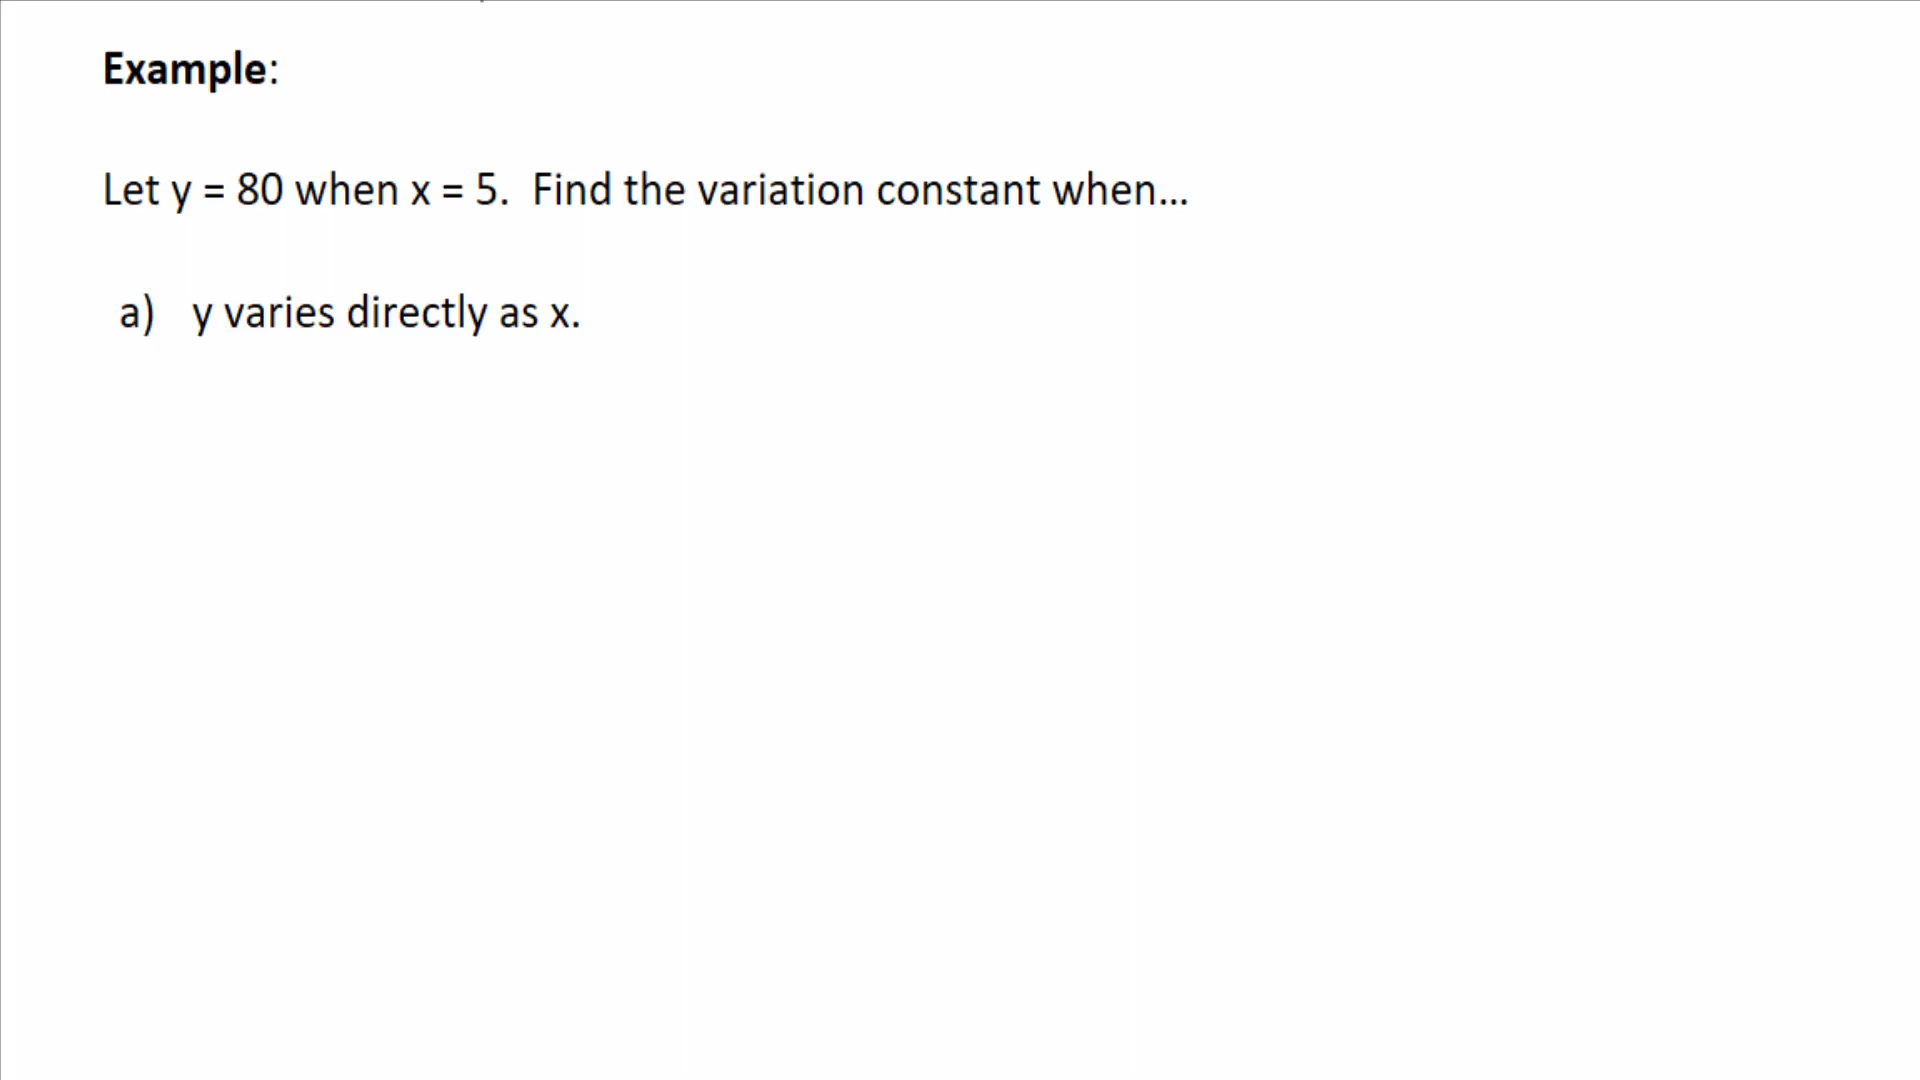 Example:
Let y = 80 when x = 5.  Find the variation constant when...
a)   y varies directly as x.